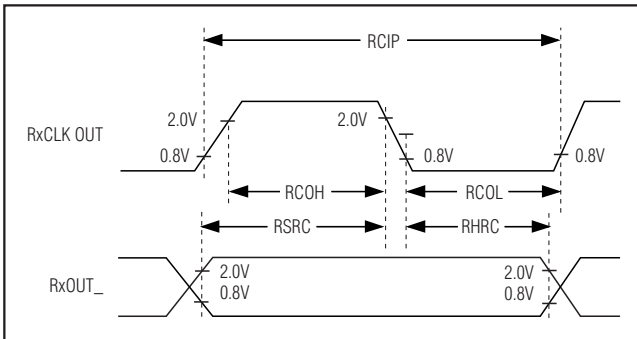 RCIP
2.0V
2.0V
RxCLK OUT
0.8V
0.8V
0.8V
RCOH
RCOL
RSRC
RHRC
2.0V
2.0V
RxOUT_
0.8V
0.8V